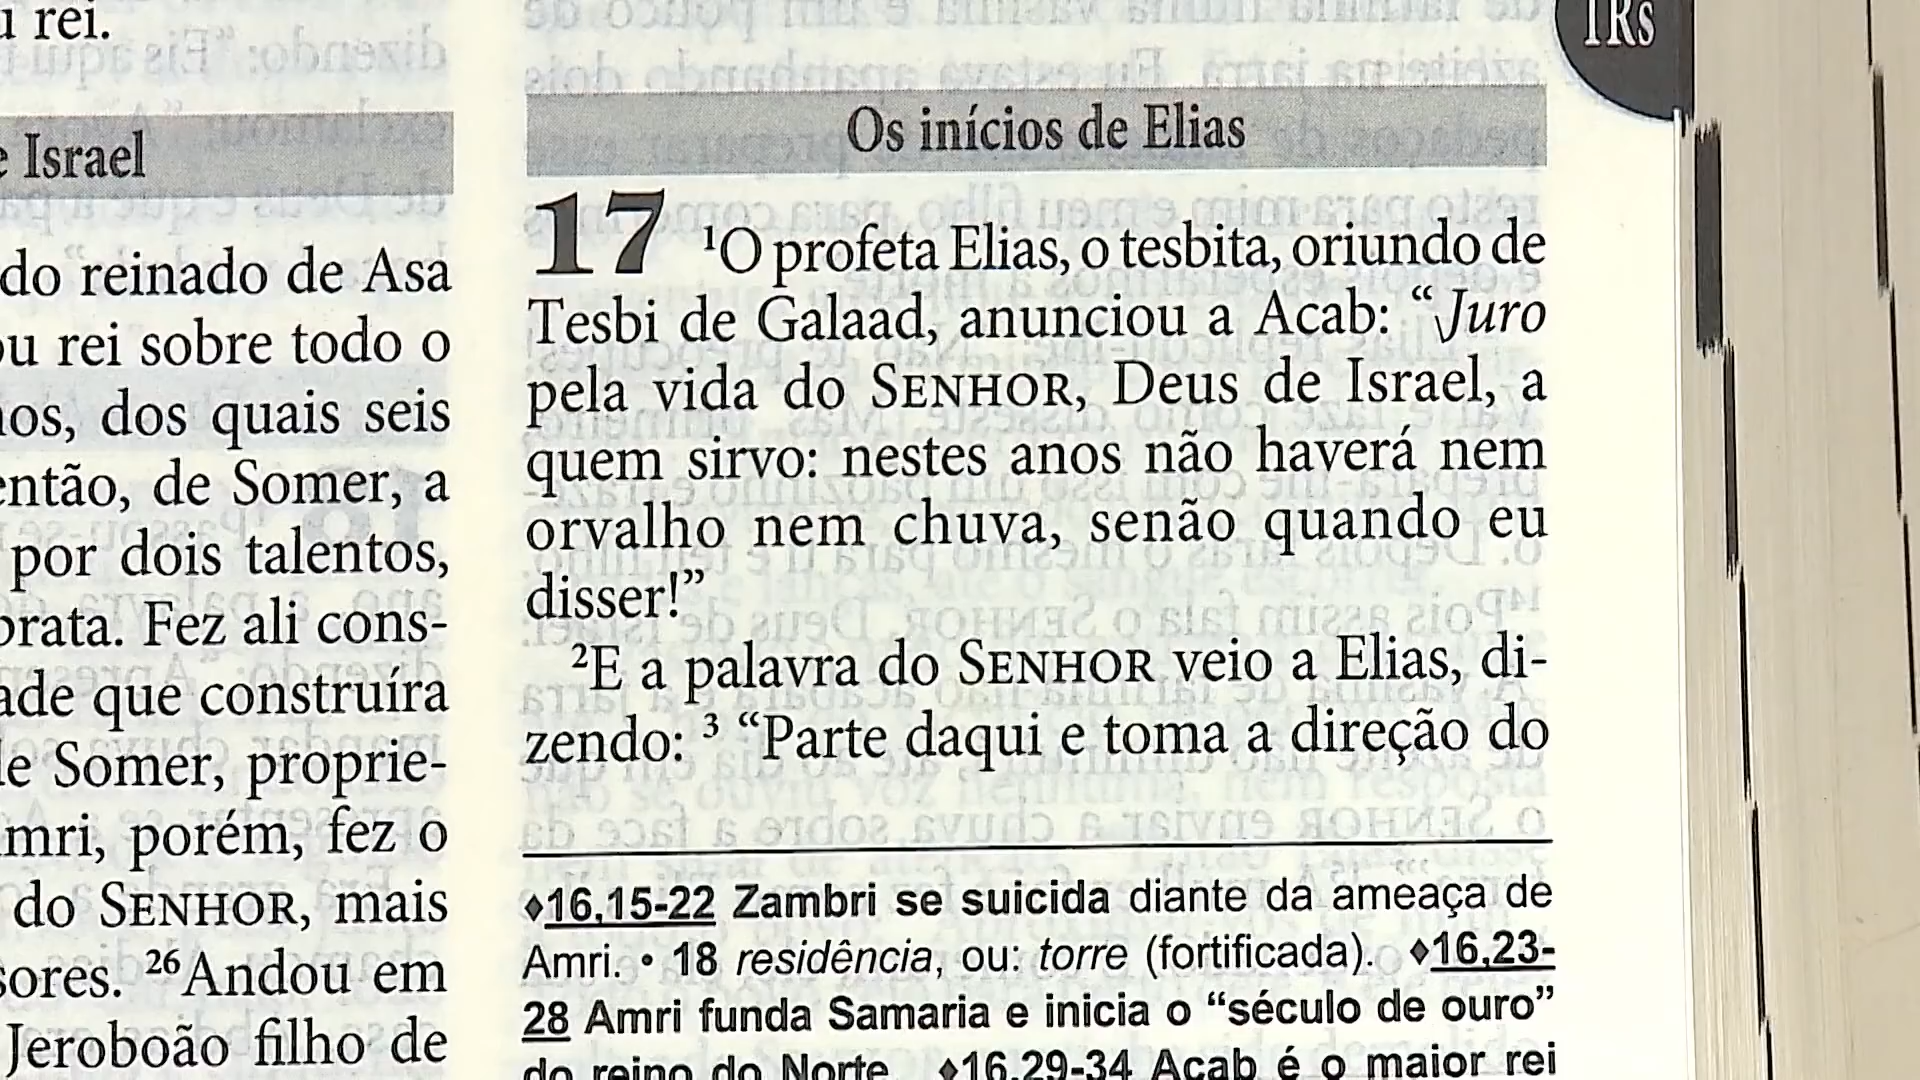 u rei.
e Israel
do reinado de Asa
ou rei sobre todo o
nos, dos quais seis
então, de Somer, a
por dois talentos,
prata. Fez ali cons-
ade que construíra
de Somer, proprie-
mri, porém, fez o
do SENHOR, mais
sores. ²⁶Andou em
Jeroboão filho de
1Rs
Os inícios de Elias
17 ¹O profeta Elias, o tesbita, oriundo de
Tesbi de Galaad, anunciou a Acab: “Juro
pela vida do SENHOR, Deus de Israel, a
quem sirvo: nestes anos não haverá nem
orvalho nem chuva, senão quando eu
disser!”
²E a palavra do SENHOR veio a Elias, di-
zendo: ³ “Parte daqui e toma a direção do
♦16,15-22 Zambri se suicida diante da ameaça de
Amri. • 18 residência, ou: torre (fortificada). ♦16,23-
28 Amri funda Samaria e inicia o “século de ouro”
do reino do Norte. ♦16,29-34 Acab é o maior rei